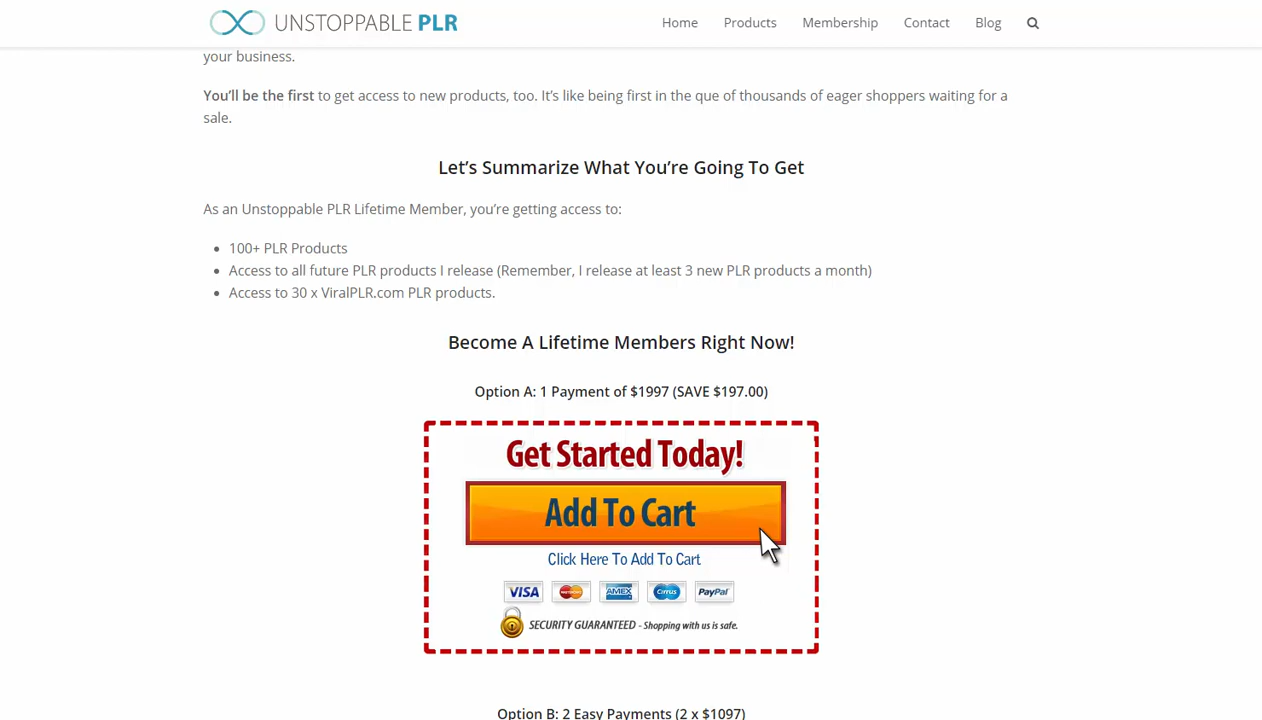 UNSTOPPABLE PLR
Home Products Membership Contact Blog
your business.
You’ll be the first to get access to new products, too. It’s like being first in the que of thousands of eager shoppers waiting for a
sale.
Let’s Summarize What You’re Going To Get
As an Unstoppable PLR Lifetime Member, you’re getting access to:
100+ PLR Products
Access to all future PLR products I release (Remember, I release at least 3 new PLR products a month)
Access to 30 x ViralPLR.com PLR products.
Become A Lifetime Members Right Now!
Option A: 1 Payment of $1997 (SAVE $197.00)
Get Started Today!
Add To Cart
Click Here To Add To Cart
VISA MasterCard AMEX Cirrus PayPal
SECURITY GUARANTEED - Shopping with us is safe.
Option B: 2 Easy Payments (2 x $1097)